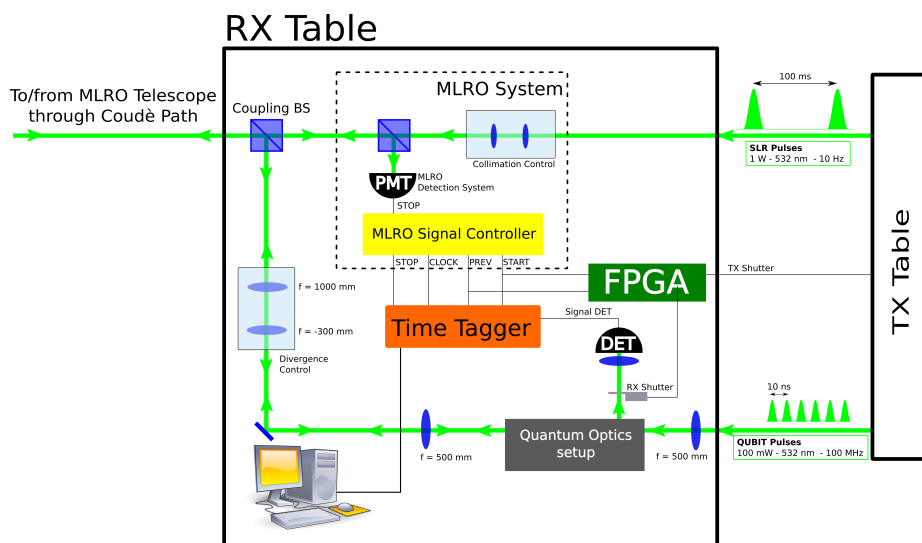 RX Table
100 ms
To/from MLRO Telescope
through Coudè Path
Coupling BS
MLRO System
Collimation Control
SLR Pulses
1 W - 532 nm - 10 Hz
PMT
MLRO
Detection System
STOP
MLRO Signal Controller
STOP CLOCK PREV START
TX Shutter
FPGA
TX Table
f = 1000 mm
f = -300 mm
Time Tagger
Signal DET
DET
Divergence
Control
RX Shutter
10 ns
Quantum Optics
setup
f = 500 mm
f = 500 mm
QUBIT Pulses
100 mW - 532 nm - 100 MHz